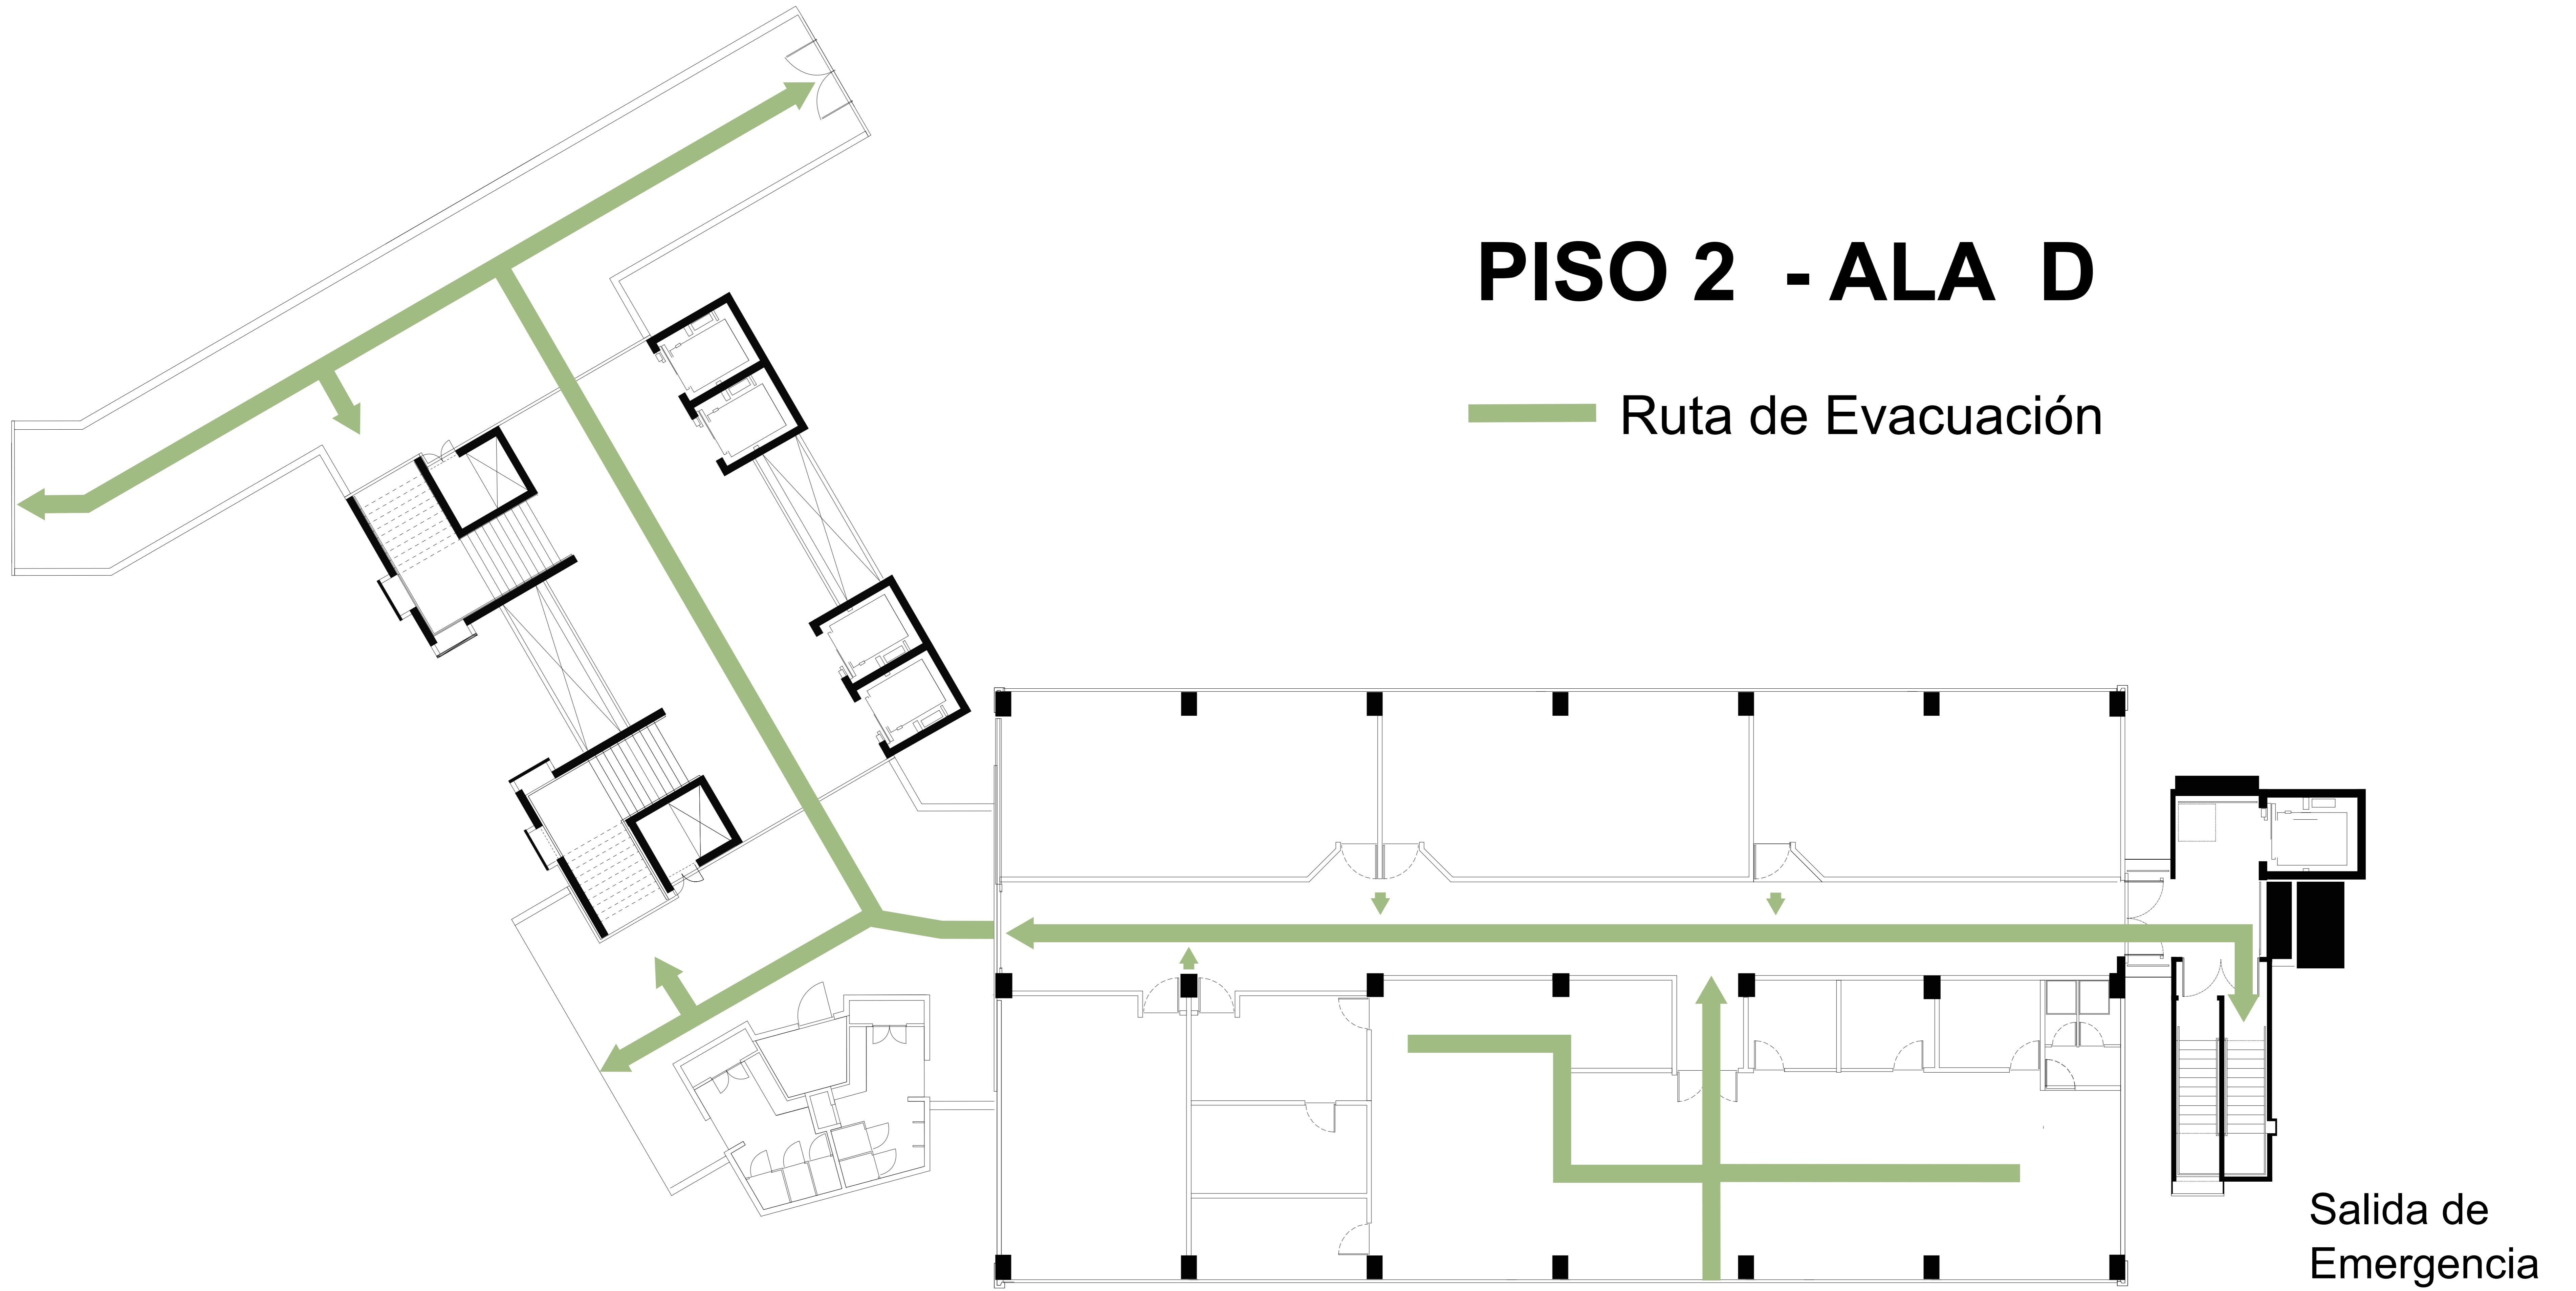 PISO 2 - ALA D
Ruta de Evacuación
Salida de
Emergencia